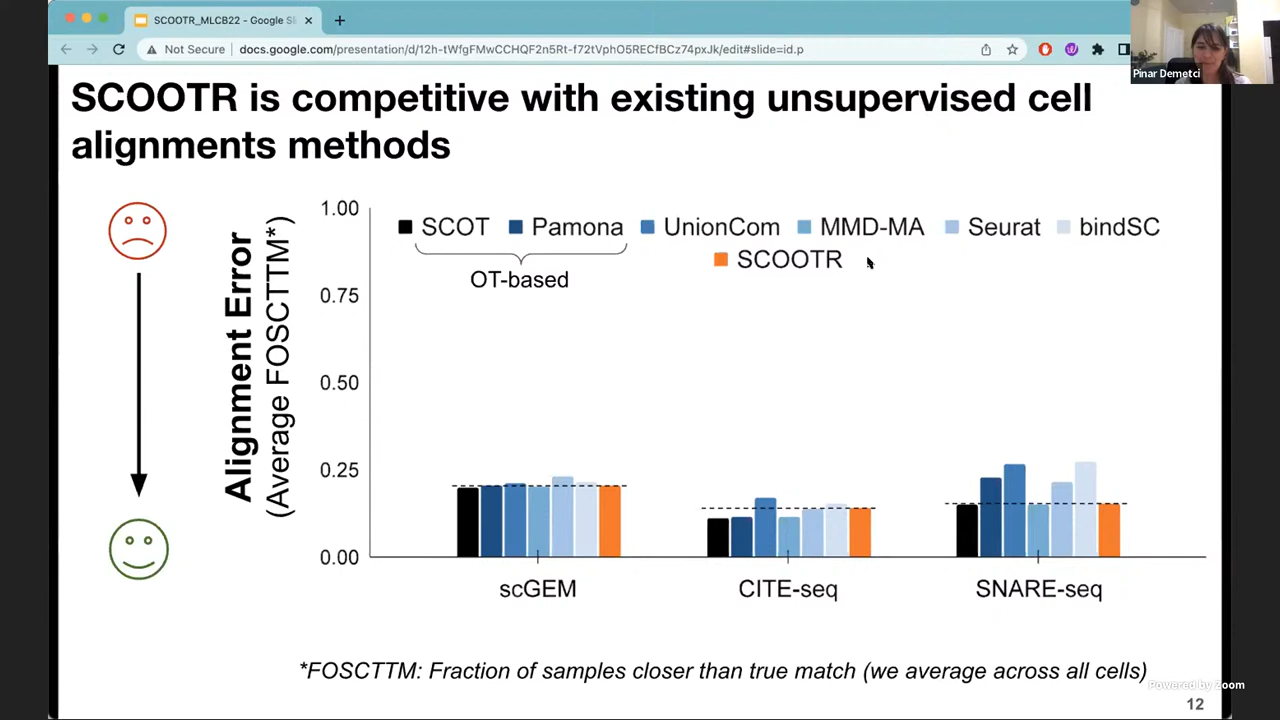 SCOOTR_MLCB22 - Google Sl
Not Secure
docs.google.com/presentation/d/12h-tWfgFMwCCHQF2n5Rt-f72tVphO5RECfBCz74pxJk/edit#slide=id.p
Pinar Demetci
SCOOTR is competitive with existing unsupervised cell
alignments methods
Alignment Error
(Average FOSCTTM*)
1.00
0.75
0.50
0.25
0.00
SCOT Pamona UnionCom MMD-MA Seurat bindSC
SCOOTR
OT-based
scGEM CITE-seq SNARE-seq
*FOSCTTM: Fraction of samples closer than true match (we average across all cells)
Powered by Zoom
12